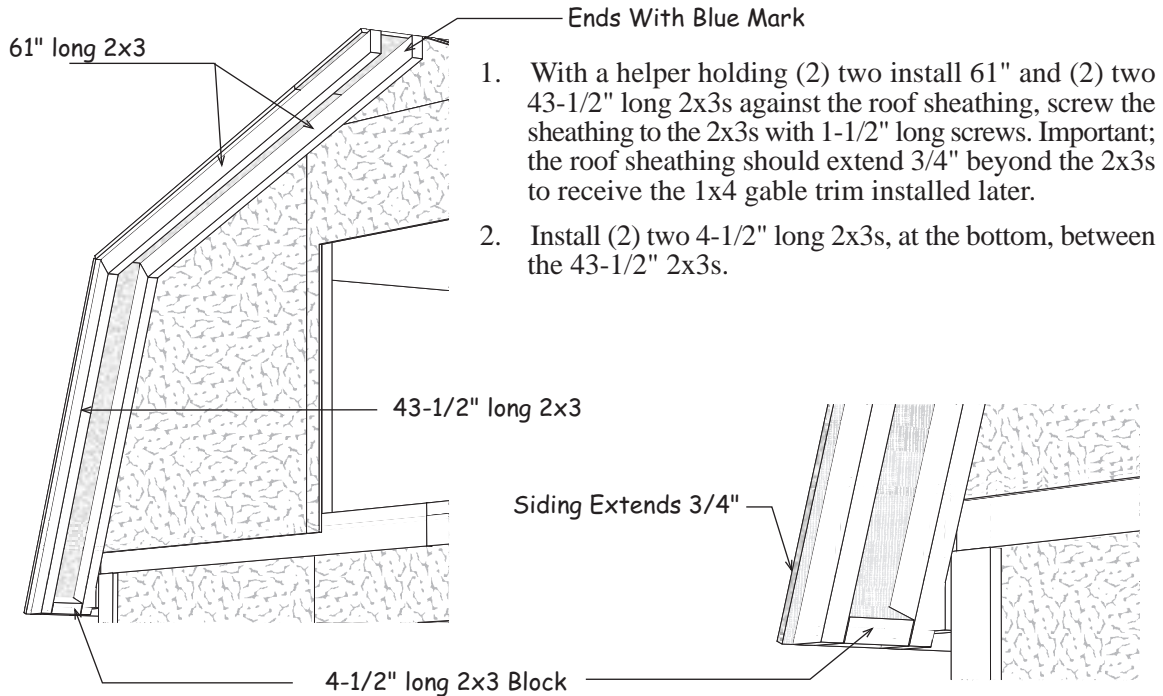 Ends With Blue Mark
61" long 2x3
1. With a helper holding (2) two install 61" and (2) two
43-1/2" long 2x3s against the roof sheathing, screw the
sheathing to the 2x3s with 1-1/2" long screws. Important;
the roof sheathing should extend 3/4" beyond the 2x3s
to receive the 1x4 gable trim installed later.
2. Install (2) two 4-1/2" long 2x3s, at the bottom, between
the 43-1/2" 2x3s.
43-1/2" long 2x3
Siding Extends 3/4"
4-1/2" long 2x3 Block